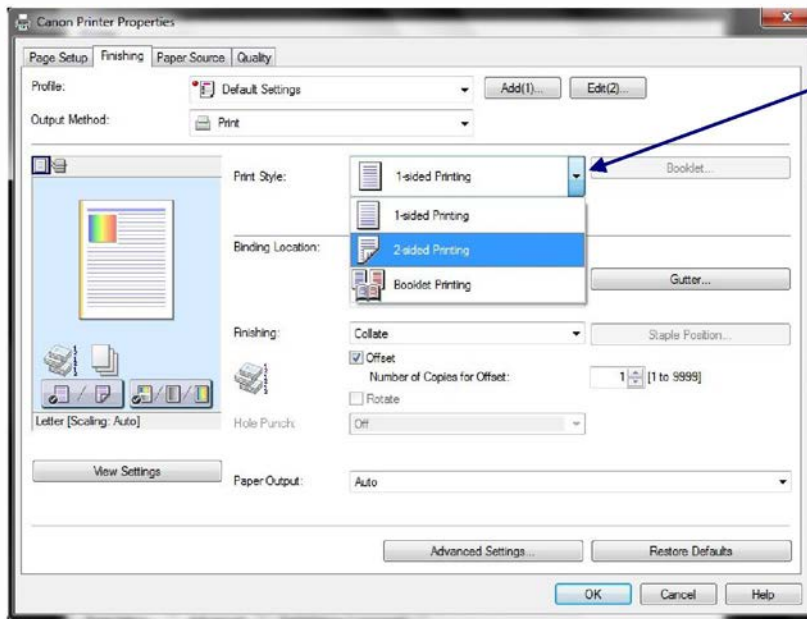 Canon Printer Properties
Page Setup Finishing Paper Source Quality
Profile: Default Settings Add(1)... Edit(2)...
Output Method: Print
Print Style: 1-sided Printing Booklet...
1-sided Printing
2-sided Printing
Binding Location:
Booklet Printing Gutter...
Finishing: Collate Staple Position...
Offset
Number of Copies for Offset: 1 [1 to 9999]
Rotate
Letter [Scaling: Auto] Hole Punch: Off
View Settings Paper Output: Auto
Advanced Settings... Restore Defaults
OK Cancel Help